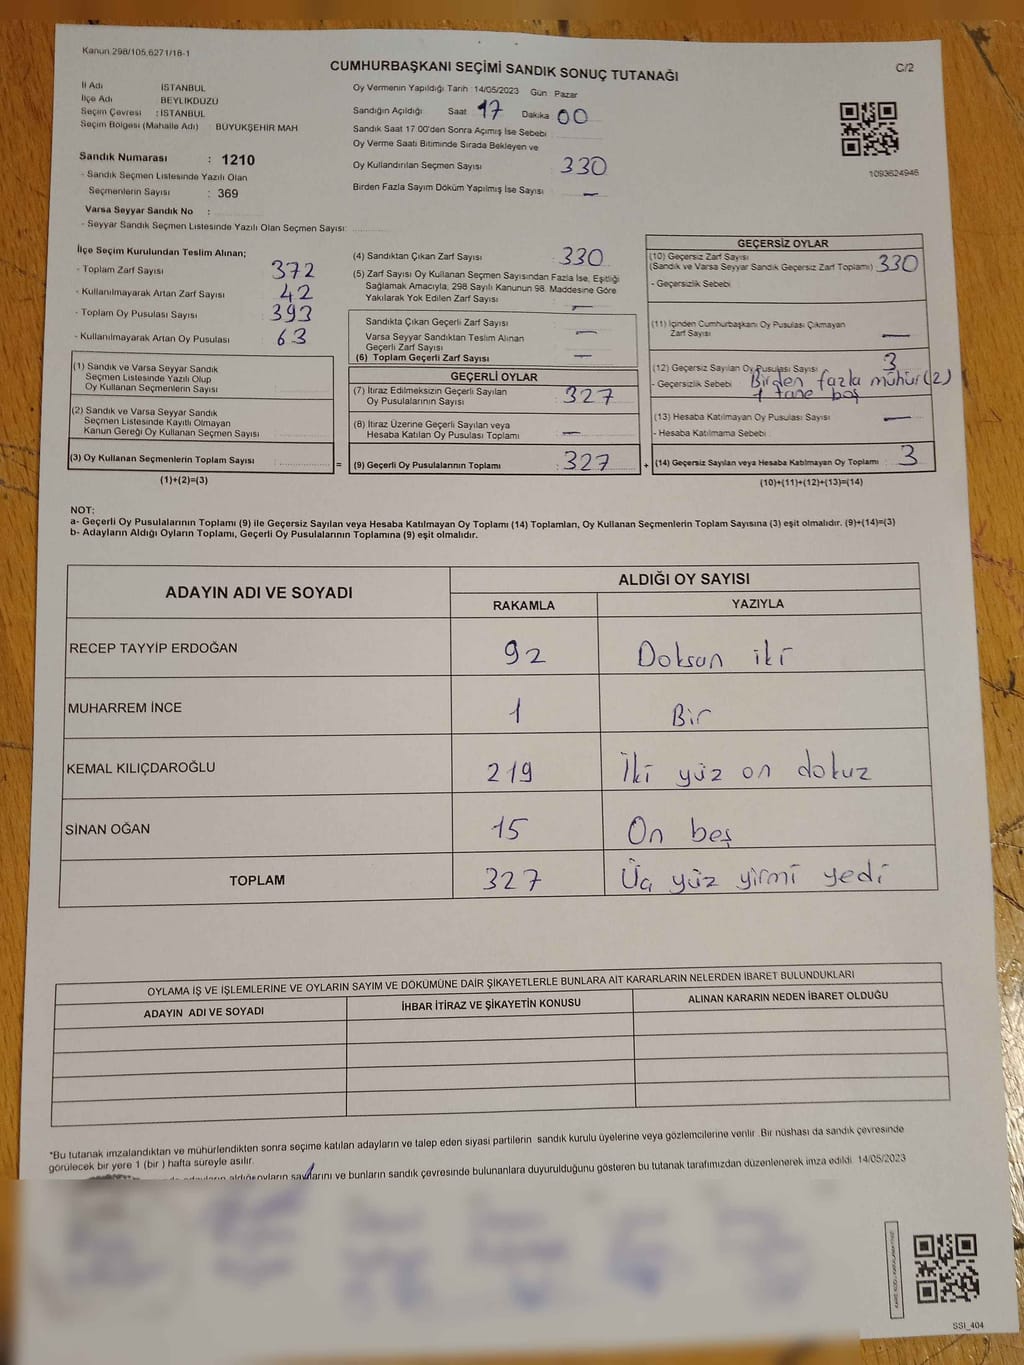 Kanun 298/105,6271/18-1
C/2
CUMHURBAŞKANI SEÇİMİ SANDIK SONUÇ TUTANAĞI
İl Adı İSTANBUL
İlçe Adı BEYLİKDÜZÜ
Seçim Çevresi : İSTANBUL
Seçim Bölgesi (Mahalle Adı) : BÜYÜKŞEHİR MAH
Sandık Numarası : 1210
- Sandık Seçmen Listesinde Yazılı Olan
Seçmenlerin Sayısı : 369
Varsa Seyyar Sandık No :
- Seyyar Sandık Seçmen Listesinde Yazılı Olan Seçmen Sayısı:
Oy Vermenin Yapıldığı Tarih 14/05/2023 Gün Pazar
Sandığın Açıldığı Saat 17 Dakika 00
Sandık Saat 17 00'den Sonra Açımış İse Sebebi
Oy Verme Saati Bitiminde Sırada Bekleyen ve
Oy Kullandırılan Seçmen Sayısı 330
Birden Fazla Sayım Döküm Yapılmış İse Sayısı —
1093624946
İlçe Seçim Kurulundan Teslim Alınan;
- Toplam Zarf Sayısı 372
- Kullanılmayarak Artan Zarf Sayısı 42
- Toplam Oy Pusulası Sayısı 393
- Kullanılmayarak Artan Oy Pusulası 63
(1) Sandık ve Varsa Seyyar Sandık
Seçmen Listesinde Yazılı Olup
Oy Kullanan Seçmenlerin Sayısı
(2) Sandık ve Varsa Seyyar Sandık
Seçmen Listesinde Kayıtlı Olmayan
Kanun Gereği Oy Kullanan Seçmen Sayısı
(3) Oy Kullanan Seçmenlerin Toplam Sayısı
(1)+(2)=(3)
(4) Sandıktan Çıkan Zarf Sayısı 330
(5) Zarf Sayısı Oy Kullanan Seçmen Sayısından Fazla İse, Eşitliği
Sağlamak Amacıyla, 298 Sayılı Kanunun 98. Maddesine Göre
Yakılarak Yok Edilen Zarf Sayısı —
Sandıkta Çıkan Geçerli Zarf Sayısı —
Varsa Seyyar Sandıktan Teslim Alınan
Geçerli Zarf Sayısı
(6) Toplam Geçerli Zarf Sayısı —
GEÇERLİ OYLAR
(7) İtiraz Edilmeksizin Geçerli Sayılan
Oy Pusulalarının Sayısı 327
(8) İtiraz Üzerine Geçerli Sayılan veya
Hesaba Katılan Oy Pusulası Toplamı —
= (9) Geçerli Oy Pusulalarının Toplamı : 327 +
GEÇERSİZ OYLAR
(10) Geçersiz Zarf Sayısı
(Sandık ve Varsa Seyyar Sandık Geçersiz Zarf Toplamı) 330
- Geçersizlik Sebebi
(11) İçinden Cumhurbaşkanı Oy Pusulası Çıkmayan
Zarf Sayısı —
(12) Geçersiz Sayılan Oy Pusulası Sayısı 3
- Geçersizlik Sebebi Birden fazla mühür(2)
1 tane boş
(13) Hesaba Katılmayan Oy Pusulası Sayısı —
- Hesaba Katılmama Sebebi
(14) Geçersiz Sayılan veya Hesaba Katılmayan Oy Toplamı 3
(10)+(11)+(12)+(13)=(14)
NOT:
a- Geçerli Oy Pusulalarının Toplamı (9) ile Geçersiz Sayılan veya Hesaba Katılmayan Oy Toplamı (14) Toplamları, Oy Kullanan Seçmenlerin Toplam Sayısına (3) eşit olmalıdır. (9)+(14)=(3)
b- Adayların Aldığı Oyların Toplamı, Geçerli Oy Pusulalarının Toplamına (9) eşit olmalıdır.
ADAYIN ADI VE SOYADI ALDIĞI OY SAYISI
RAKAMLA YAZIYLA
RECEP TAYYİP ERDOĞAN 92 Doksan iki
MUHARREM İNCE 1 Bir
KEMAL KILIÇDAROĞLU 219 İki yüz on dokuz
SİNAN OĞAN 15 On beş
TOPLAM 327 Üç yüz yirmi yedi
OYLAMA İŞ VE İŞLEMLERİNE VE OYLARIN SAYIM VE DÖKÜMÜNE DAİR ŞİKAYETLERLE BUNLARA AİT KARARLARIN NELERDEN İBARET BULUNDUKLARI
ADAYIN ADI VE SOYADI İHBAR İTİRAZ VE ŞİKAYETİN KONUSU ALINAN KARARIN NEDEN İBARET OLDUĞU
*Bu tutanak imzalandıktan ve mühürlendikten sonra seçime katılan adayların ve talep eden siyasi partilerin sandık kurulu üyelerine veya gözlemcilerine verilir. Bir nüshası da sandık çevresinde
görülecek bir yere 1 (bir) hafta süreyle asılır.
adayların aldığı oyların sayılarını ve bunların sandık çevresinde bulunanlara duyurulduğunu gösteren bu tutanak tarafımızdan düzenlenerek imza edildi 14/05/2023
SSI_404